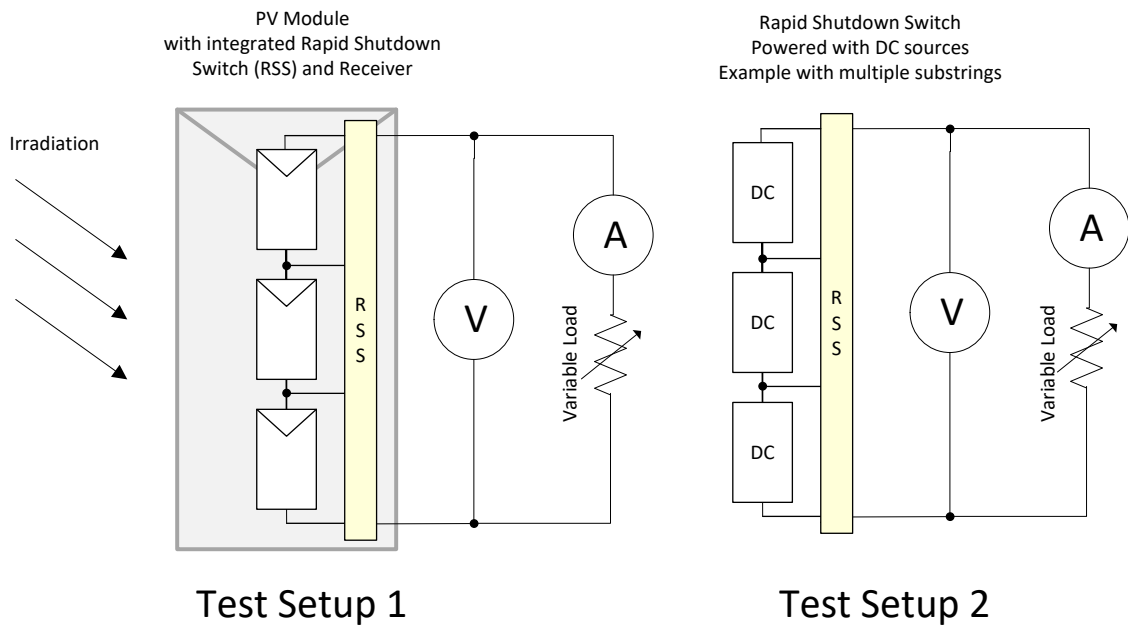 PV Module
with integrated Rapid Shutdown
Switch (RSS) and Receiver
Irradiation
R
S
S
V
A
Variable Load
Test Setup 1
Rapid Shutdown Switch
Powered with DC sources
Example with multiple substrings
DC
DC
DC
R
S
S
V
A
Variable Load
Test Setup 2